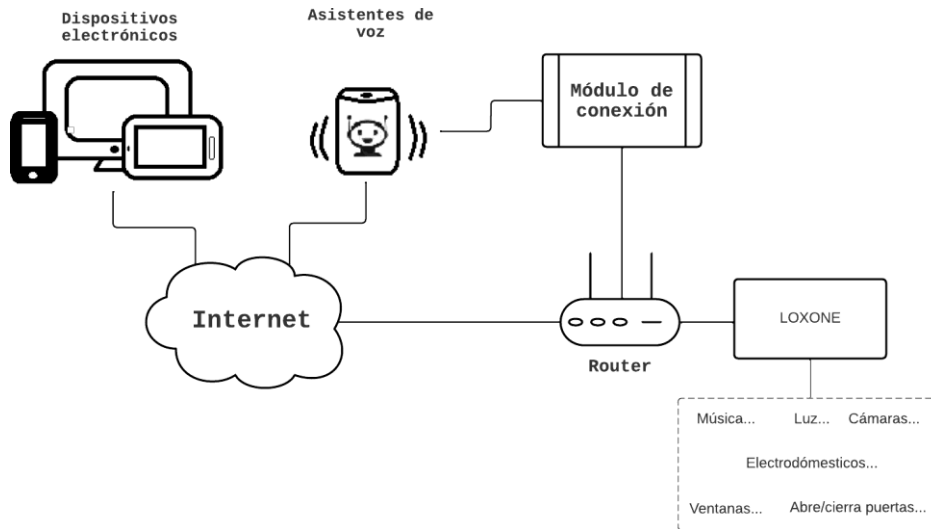 Dispositivos
electrónicos
Asistentes de
voz
Módulo de
conexión
Internet
Router
LOXONE
Música... Luz... Cámaras...
Electrodómesticos...
Ventanas... Abre/cierra puertas...